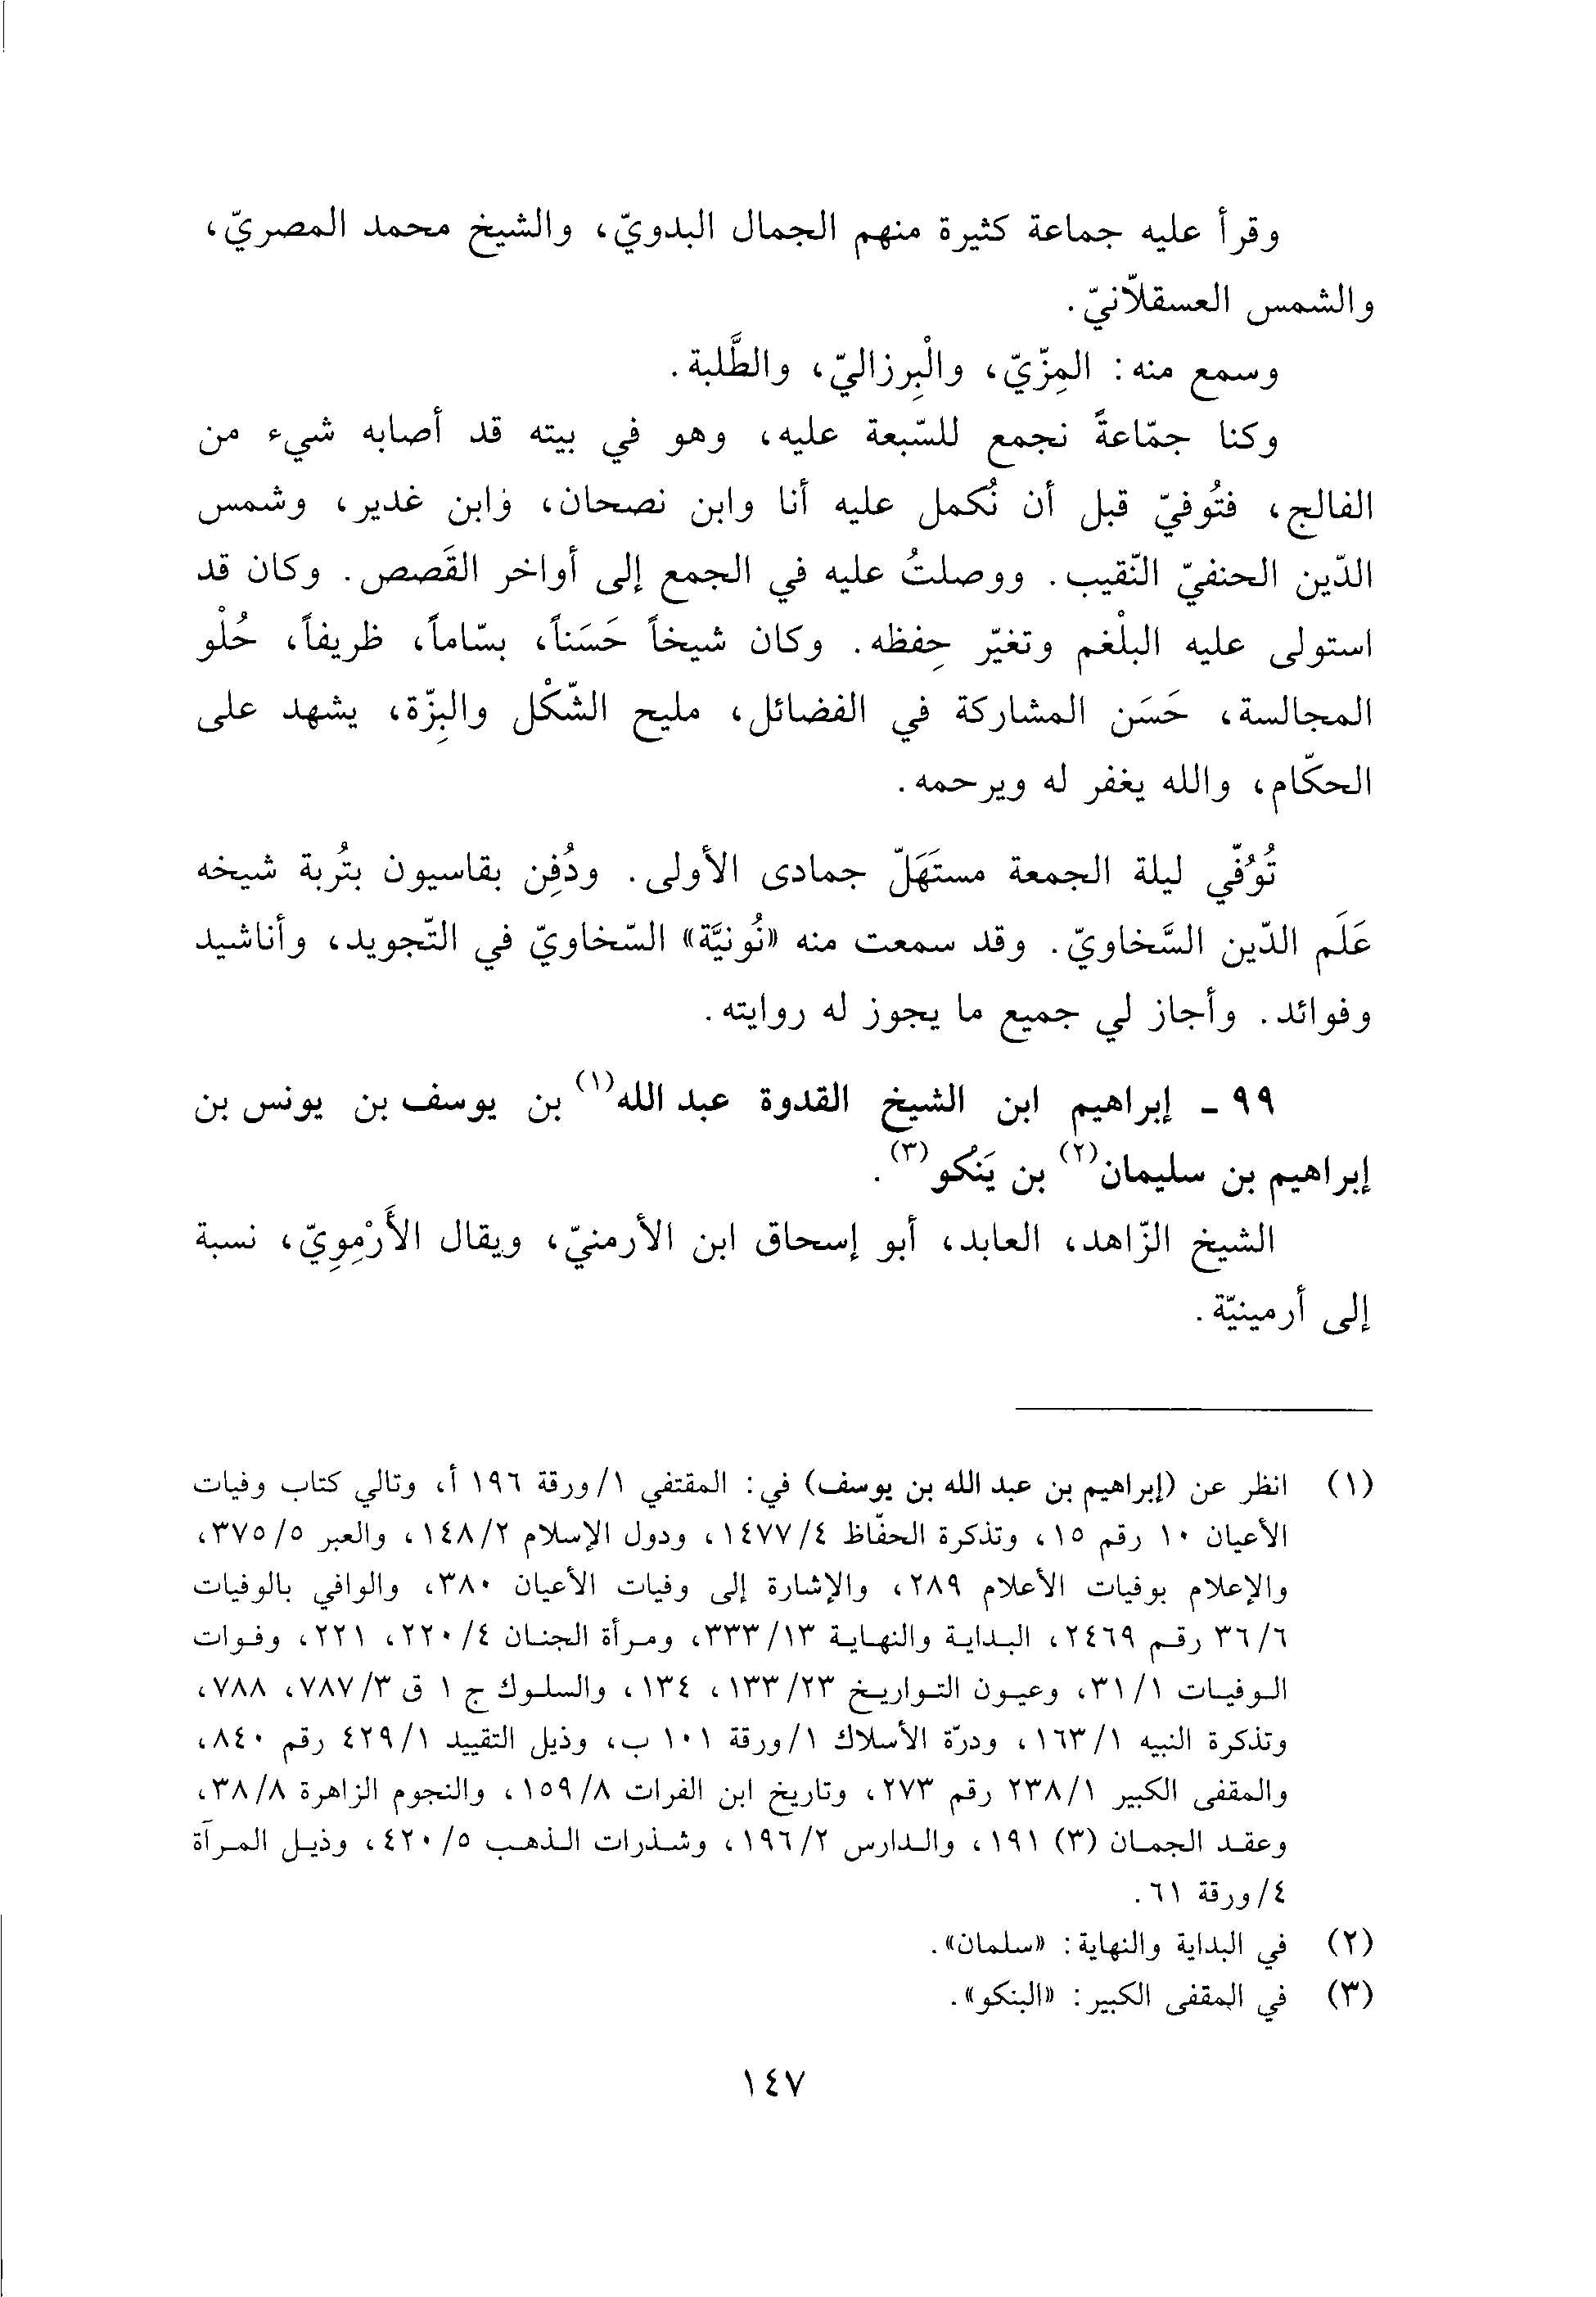 وقرأ عليه جماعة كثيرة منهم الجمال البدويّ، والشيخ محمد المصريّ،
والشمس العسقلاّنيّ.
وسمع منه: المِزّيّ، والْبِرزاليّ، والطَّلبة.
وكنا جمّاعةً نجمع للسّبعة عليه، وهو في بيته قد أصابه شيء من
الفالج، فتُوفيّ قبل أن نُكمل عليه أنا وابن نصحان، وٰابن غدير، وشمس
الدّين الحنفيّ النّقيب. ووصلتُ عليه في الجمع إلى أواخر القَصص. وكان قد
استولى عليه البلْغم وتغيّر حِفظه. وكان شيخاً حَسَناً، بسّاماً، ظريفاً، حُلْو
المجالسة، حَسَن المشاركة في الفضائل، مليح الشّكْل والبِزّة، يشهد على
الحكّام، والله يغفر له ويرحمه.
تُوُفّي ليلة الجمعة مستَهَلّ جمادى الأولى. ودُفِن بقاسيون بتُربة شيخه
عَلَم الدّين السَّخاويّ. وقد سمعت منه «نُونيَّة» السّخاويّ في التّجويد، وأناشيد
وفوائد. وأجاز لي جميع ما يجوز له روايته.
٩٩ ـ إبراهيم ابن الشيخ القدوة عبد الله(١) بن يوسف بن يونس بن
إبراهيم بن سليمان(٢) بن يَنكُو(٣).
الشيخ الزّاهد، العابد، أبو إسحاق ابن الأرمنيّ، ويقال الأَرْمِوِيّ، نسبة
إلى أرمينيّة.
(١) انظر عن (إبراهيم بن عبد الله بن يوسف) في: المقتفي ١/ورقة ١٩٦ أ، وتالي كتاب وفيات
الأعيان ١٠ رقم ١٥، وتذكرة الحفّاظ ١٤٧٧/٤، ودول الإسلام ١٤٨/٢، والعبر ٣٧٥/٥،
والإعلام بوفيات الأعلام ٢٨٩، والإشارة إلى وفيات الأعيان ٣٨٠، والوافي بالوفيات
٣٦/٦ رقم ٢٤٦٩، البداية والنهاية ٣٣٣/١٣، ومرأة الجنان ٢٢٠/٤، ٢٢١، وفوات
الوفيات ٣١/١، وعيون التواريخ ١٣٣/٢٣، ١٣٤، والسلوك ج ١ ق ٧٨٧/٣، ٧٨٨،
وتذكرة النبيه ١٦٣/١، ودرّة الأسلاك ١/ورقة ١٠١ ب، وذيل التقييد ٤٢٩/١ رقم ٨٤٠،
والمقفى الكبير ٢٣٨/١ رقم ٢٧٣، وتاريخ ابن الفرات ١٥٩/٨، والنجوم الزاهرة ٣٨/٨،
وعقد الجمان (٣) ١٩١، والدارس ١٩٦/٢، وشذرات الذهب ٤٢٠/٥، وذيل المرآة
٤/ورقة ٦١.
(٢) في البداية والنهاية: «سلمان».
(٣) في المقفى الكبير: «البنكو».
١٤٧